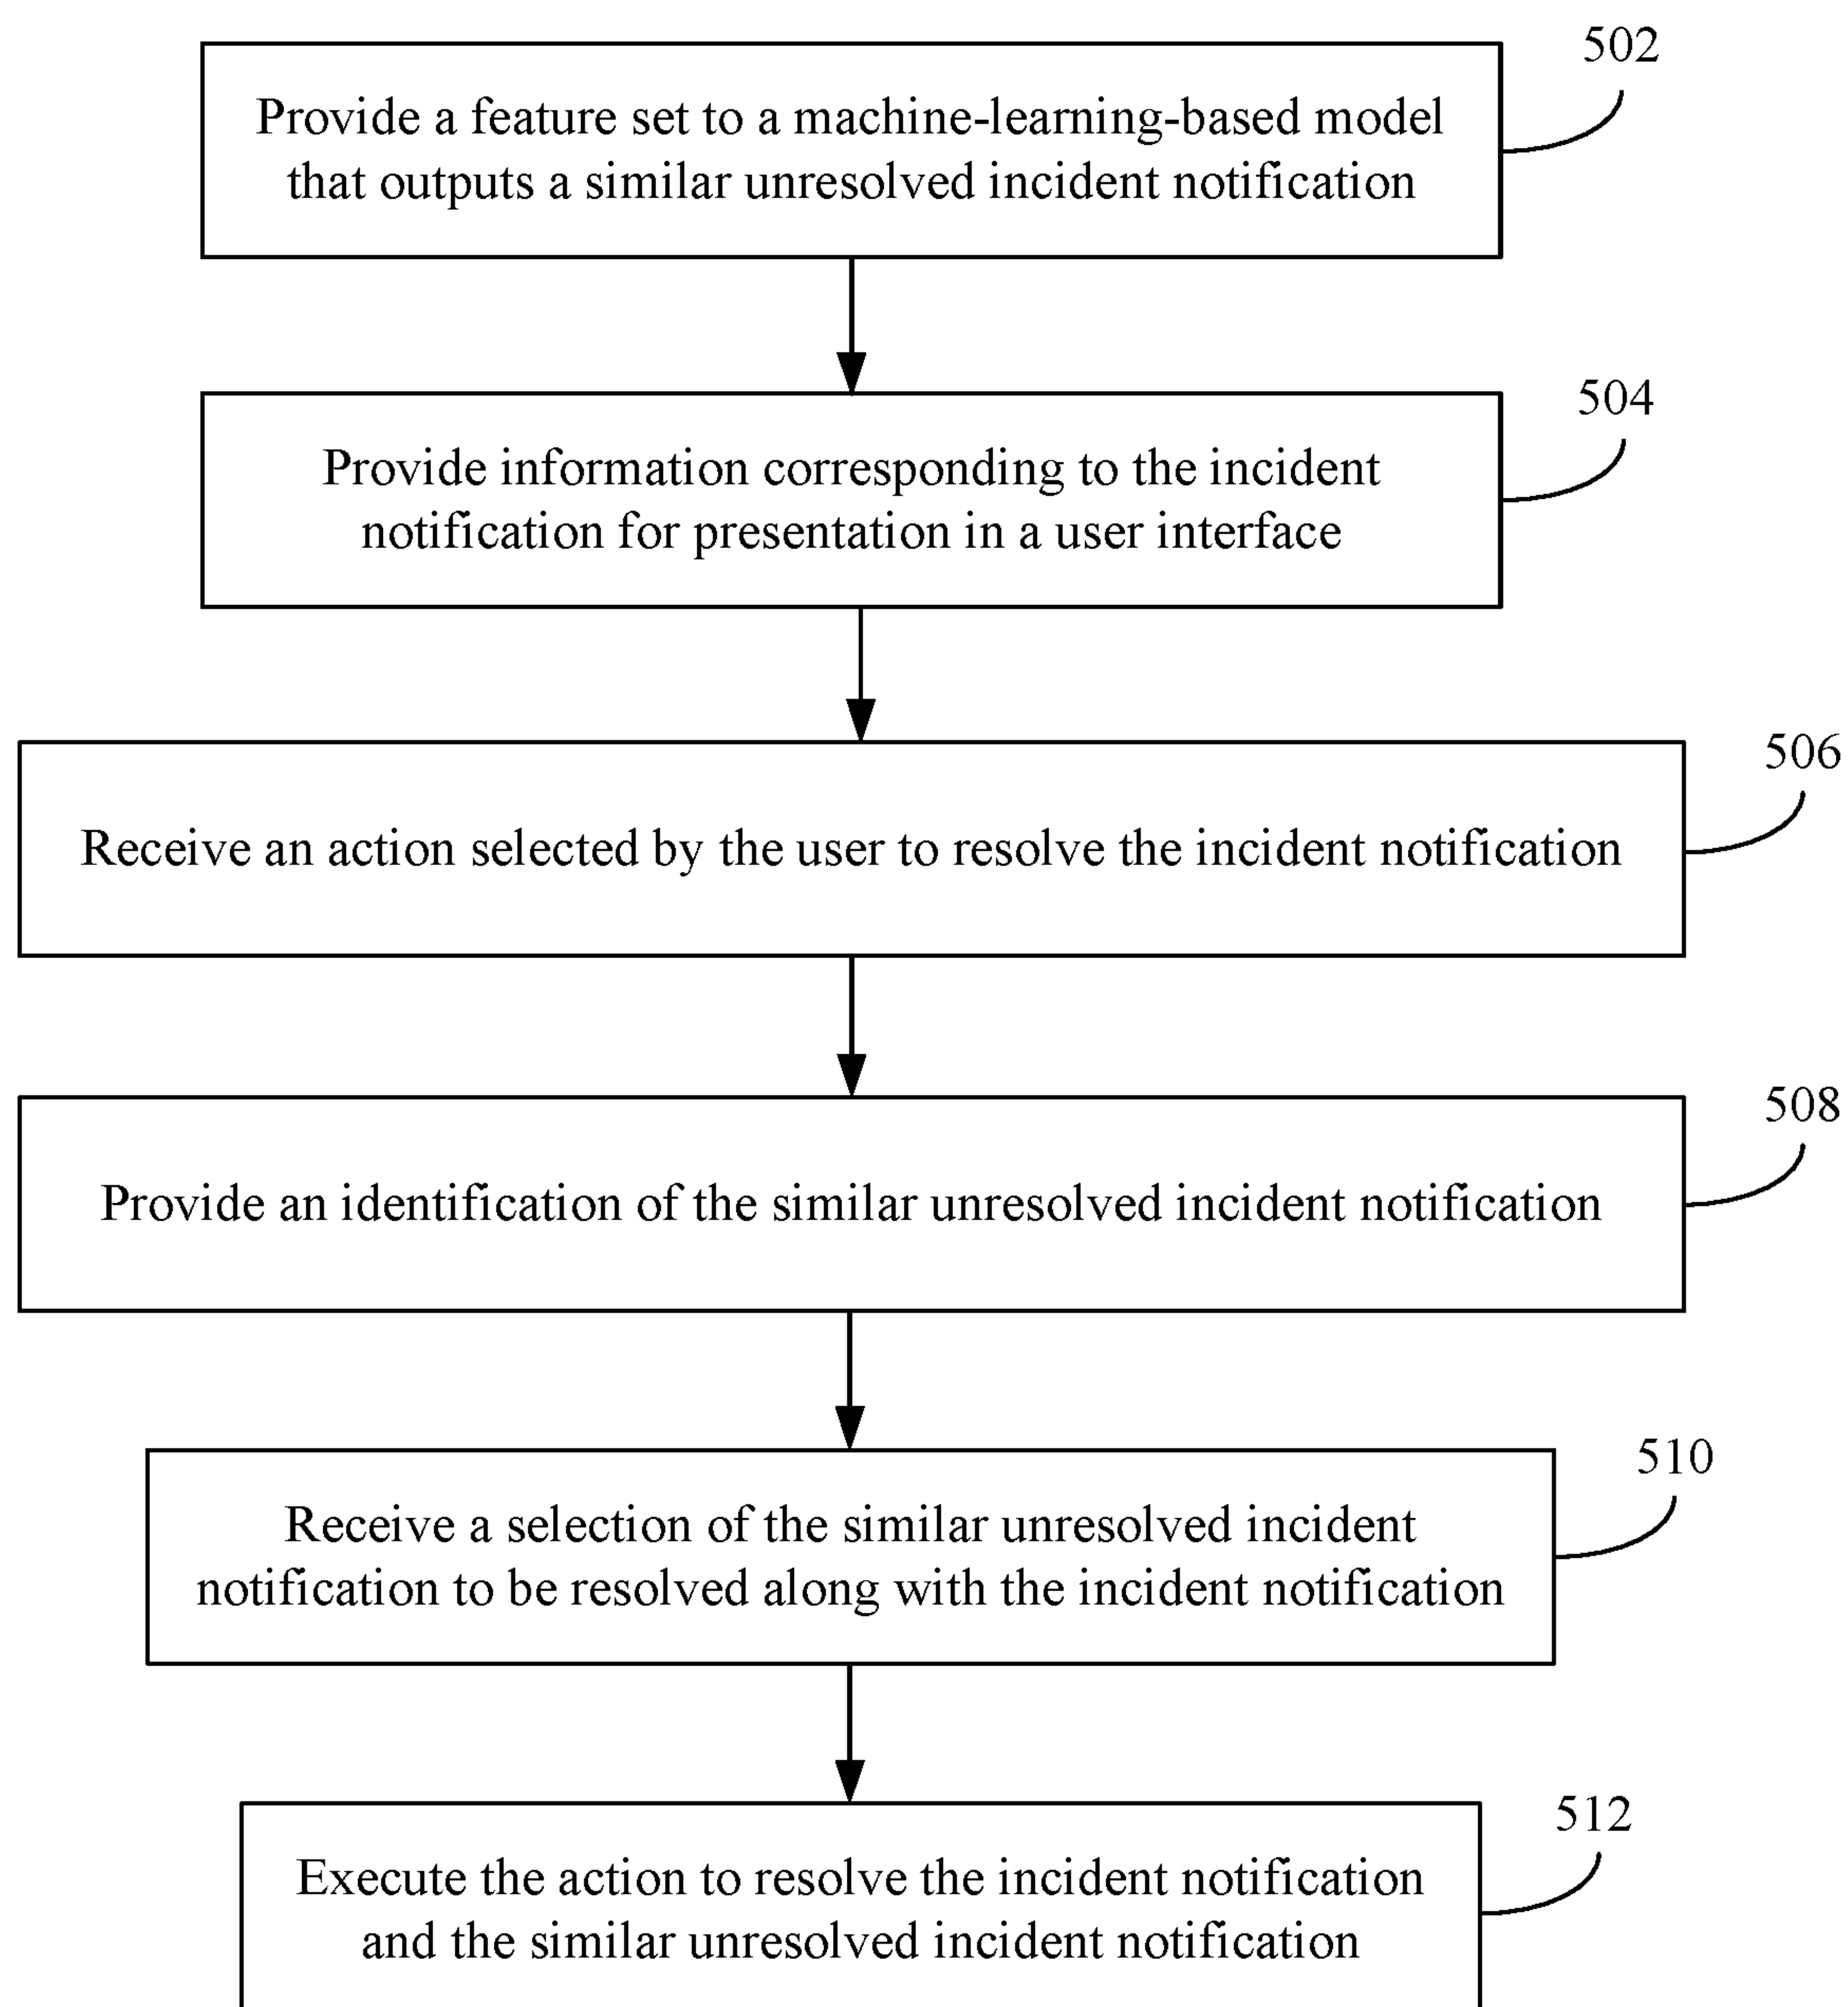 502
Provide a feature set to a machine-learning-based model
that outputs a similar unresolved incident notification
504
Provide information corresponding to the incident
notification for presentation in a user interface
506
Receive an action selected by the user to resolve the incident notification
508
Provide an identification of the similar unresolved incident notification
510
Receive a selection of the similar unresolved incident
notification to be resolved along with the incident notification
512
Execute the action to resolve the incident notification
and the similar unresolved incident notification